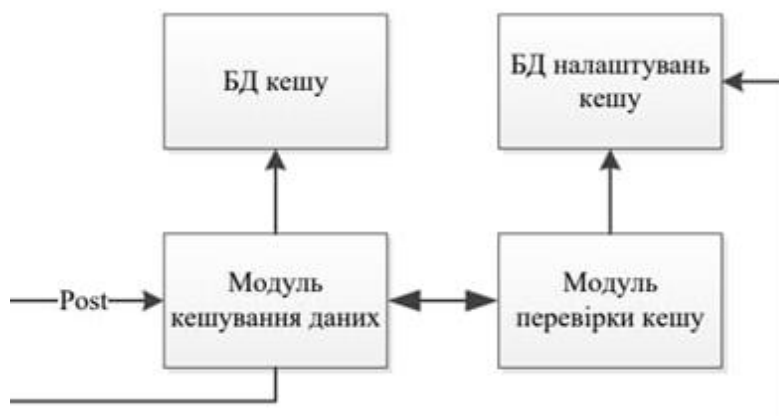 БД кешу
БД налаштувань
кешу
Post
Модуль
кешування даних
Модуль
перевірки кешу